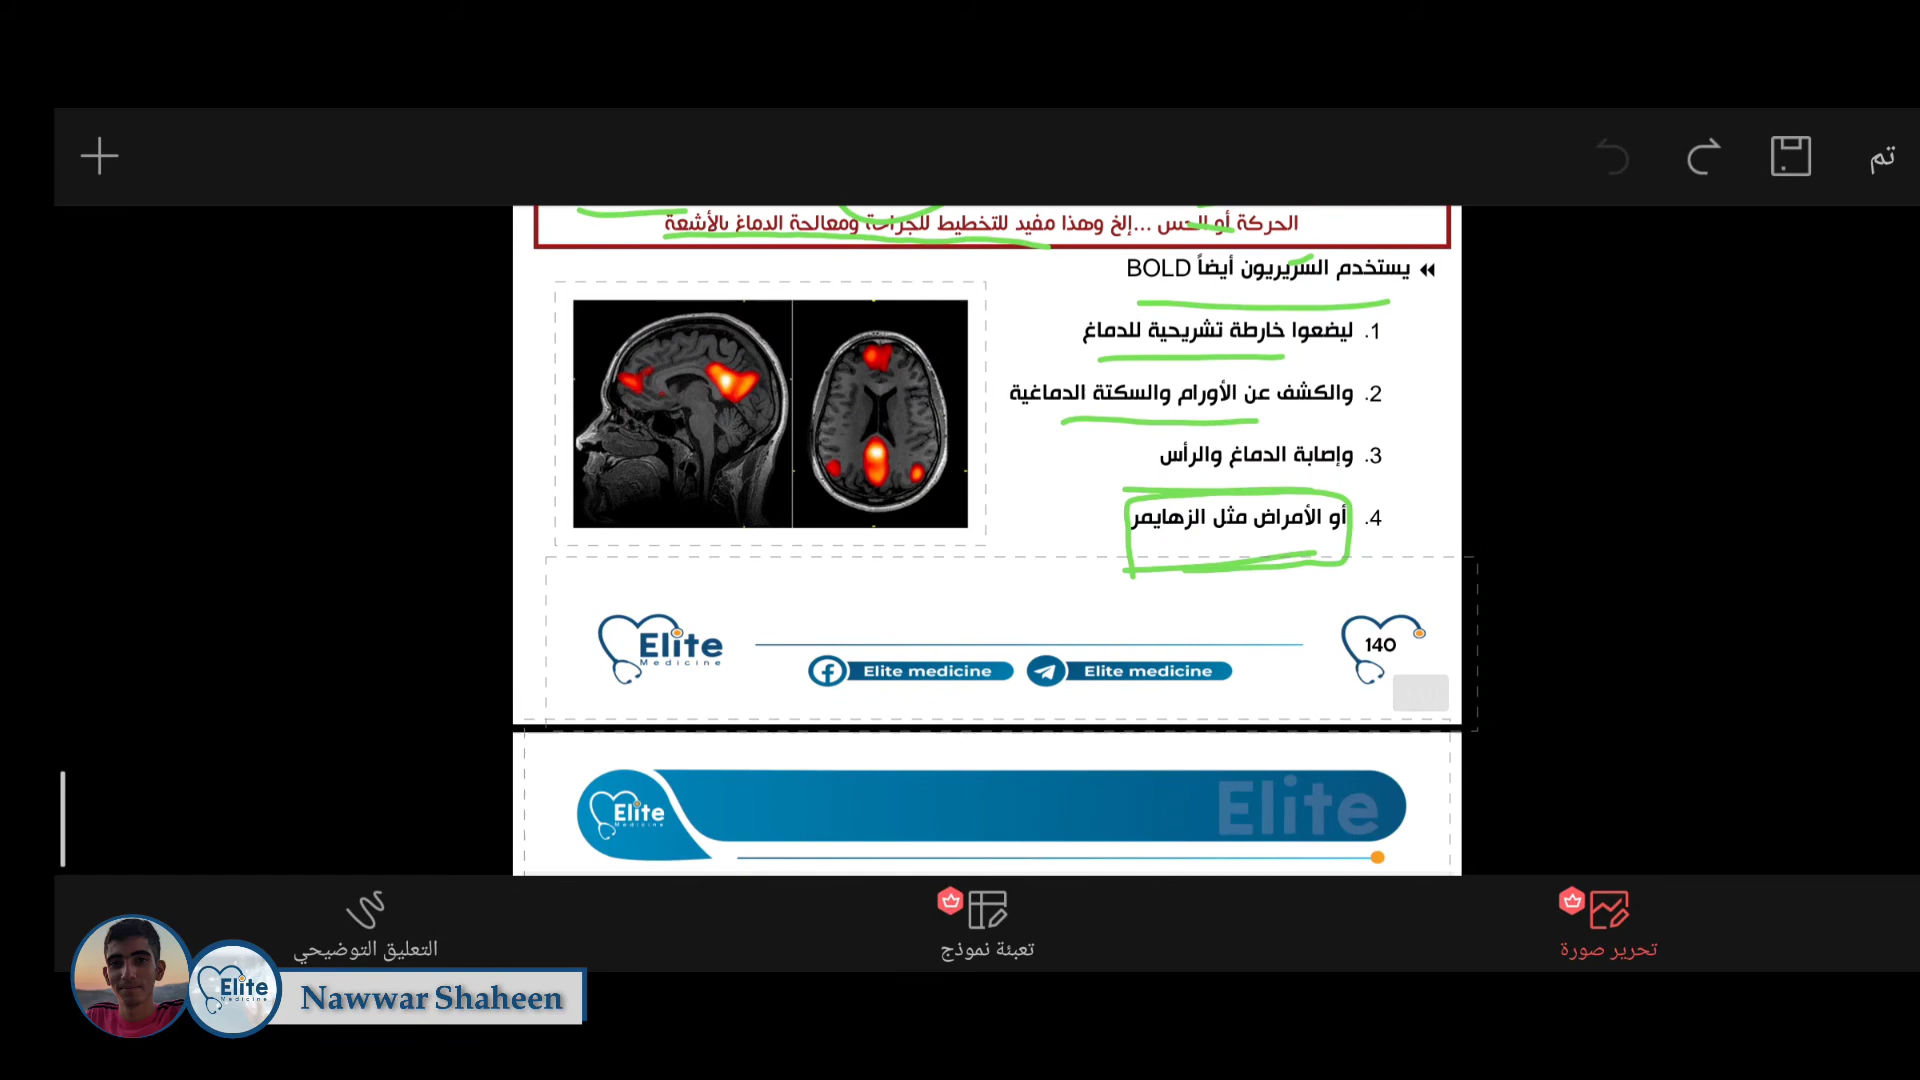 تم
الحركة أو الحس ...إلخ وهذا مفيد للتخطيط للجراحة ومعالجة الدماغ بالأشعة
يستخدم السريريون أيضاً BOLD
1. ليضعوا خارطة تشريحية للدماغ
2. والكشف عن الأورام والسكتة الدماغية
3. وإصابة الدماغ والرأس
4. أو الأمراض مثل الزهايمر
Elite
Medicine
Elite medicine
Elite medicine
140
Elite
Medicine
Elite
التعليق التوضيحي
تعبئة نموذج
تحرير صورة
Elite
Medicine
Nawwar Shaheen